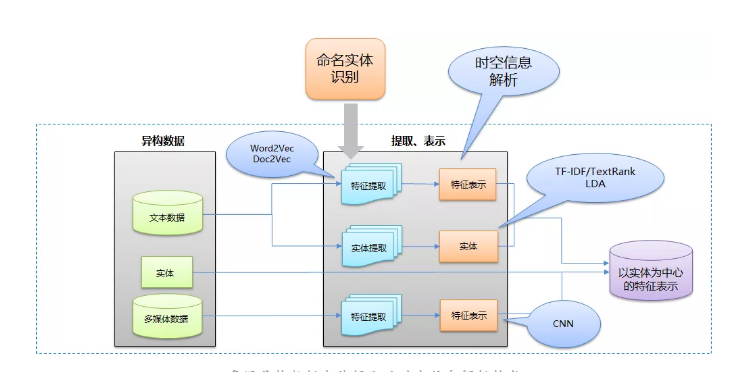 命名实体
识别
时空信息
解析
异构数据
提取、表示
Word2Vec
Doc2Vec
TF-IDF/TextRank
LDA
文本数据
特征提取
特征表示
实体提取
实体
实体
以实体为中心
的特征表示
多媒体数据
特征提取
特征表示
CNN